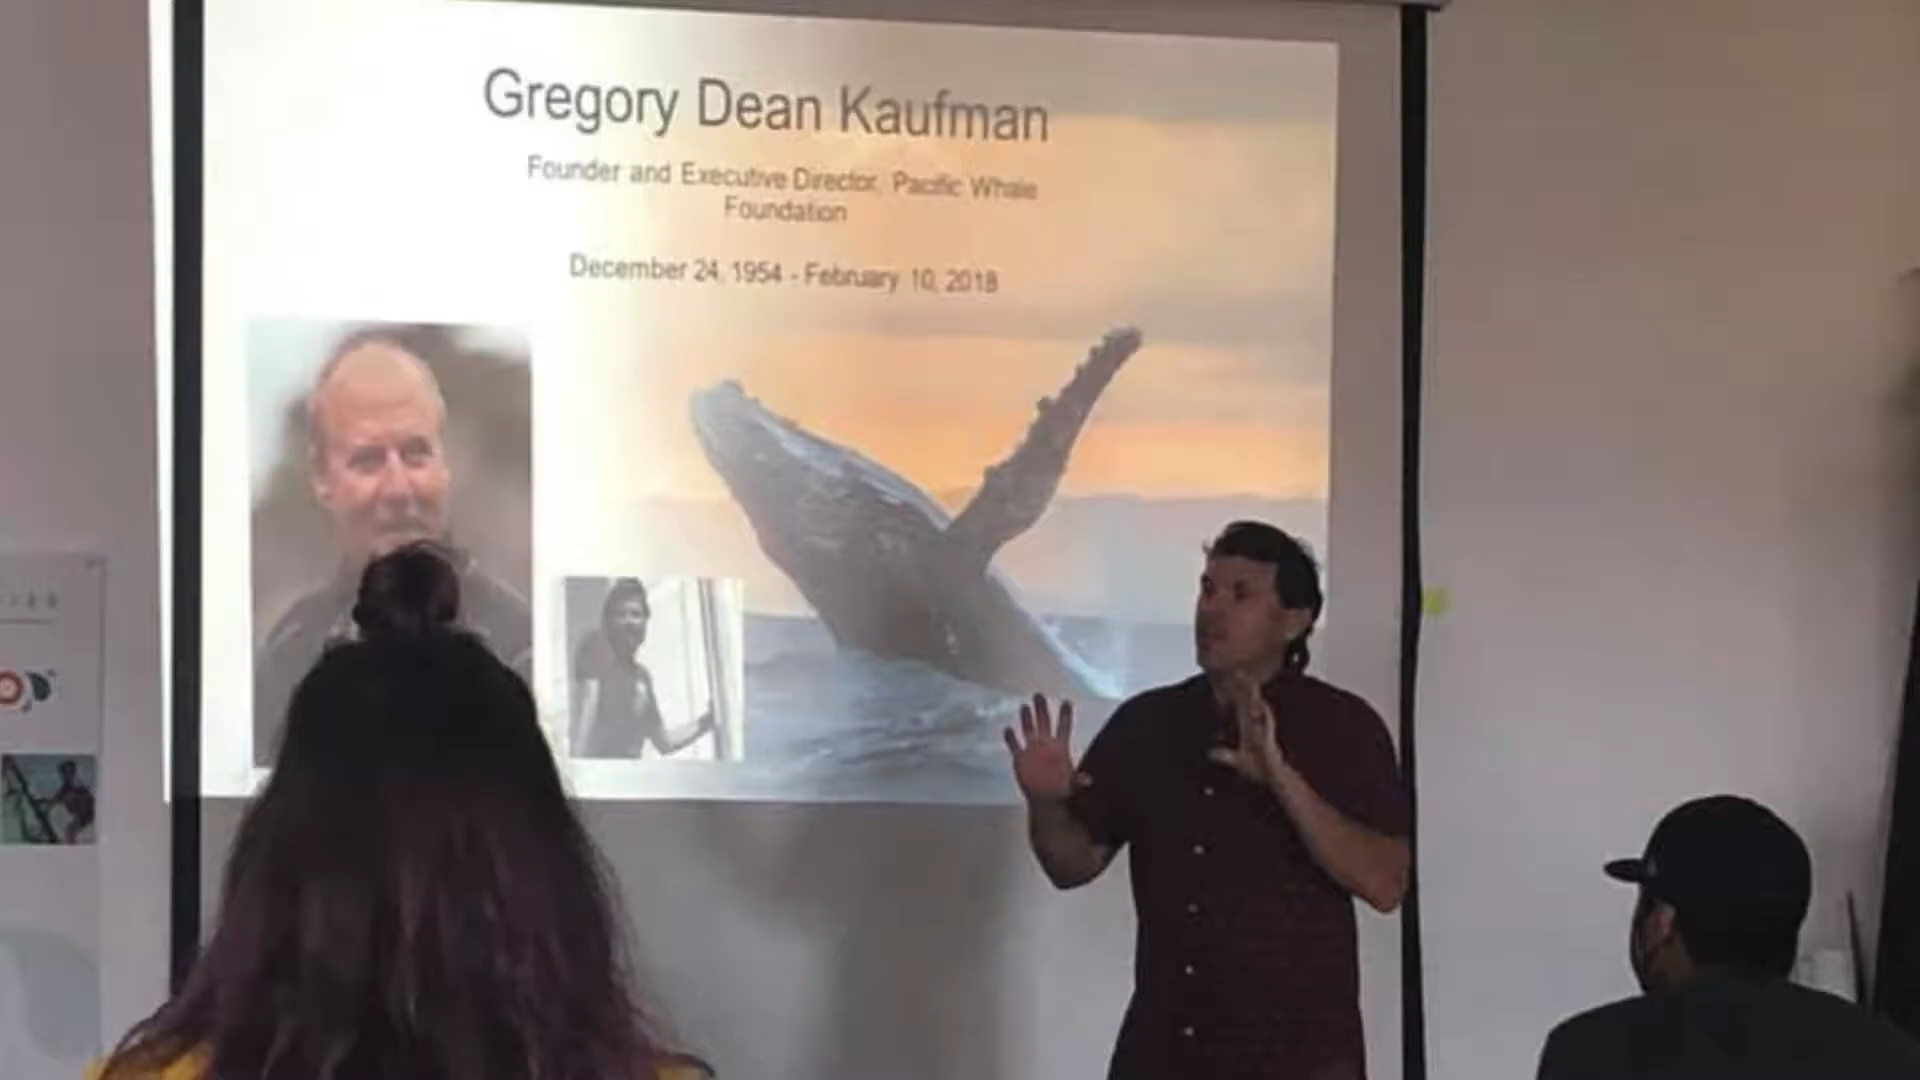 Gregory Dean Kaufman
Founder and Executive Director, Pacific Whale
Foundation
December 24, 1954 - February 10, 2018